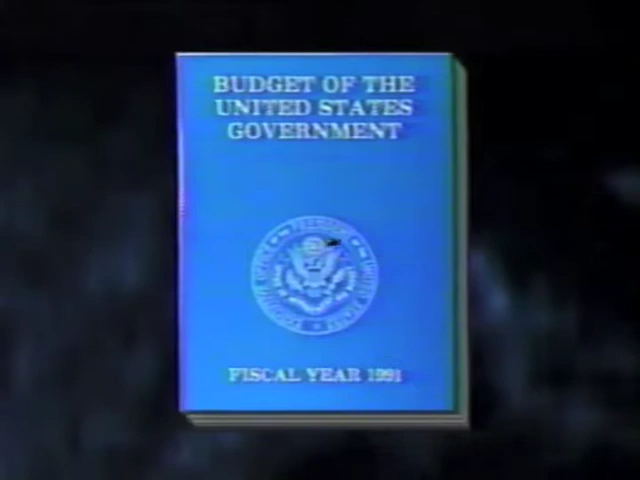 BUDGET OF THE
UNITED STATES
GOVERNMENT
FISCAL YEAR 1991